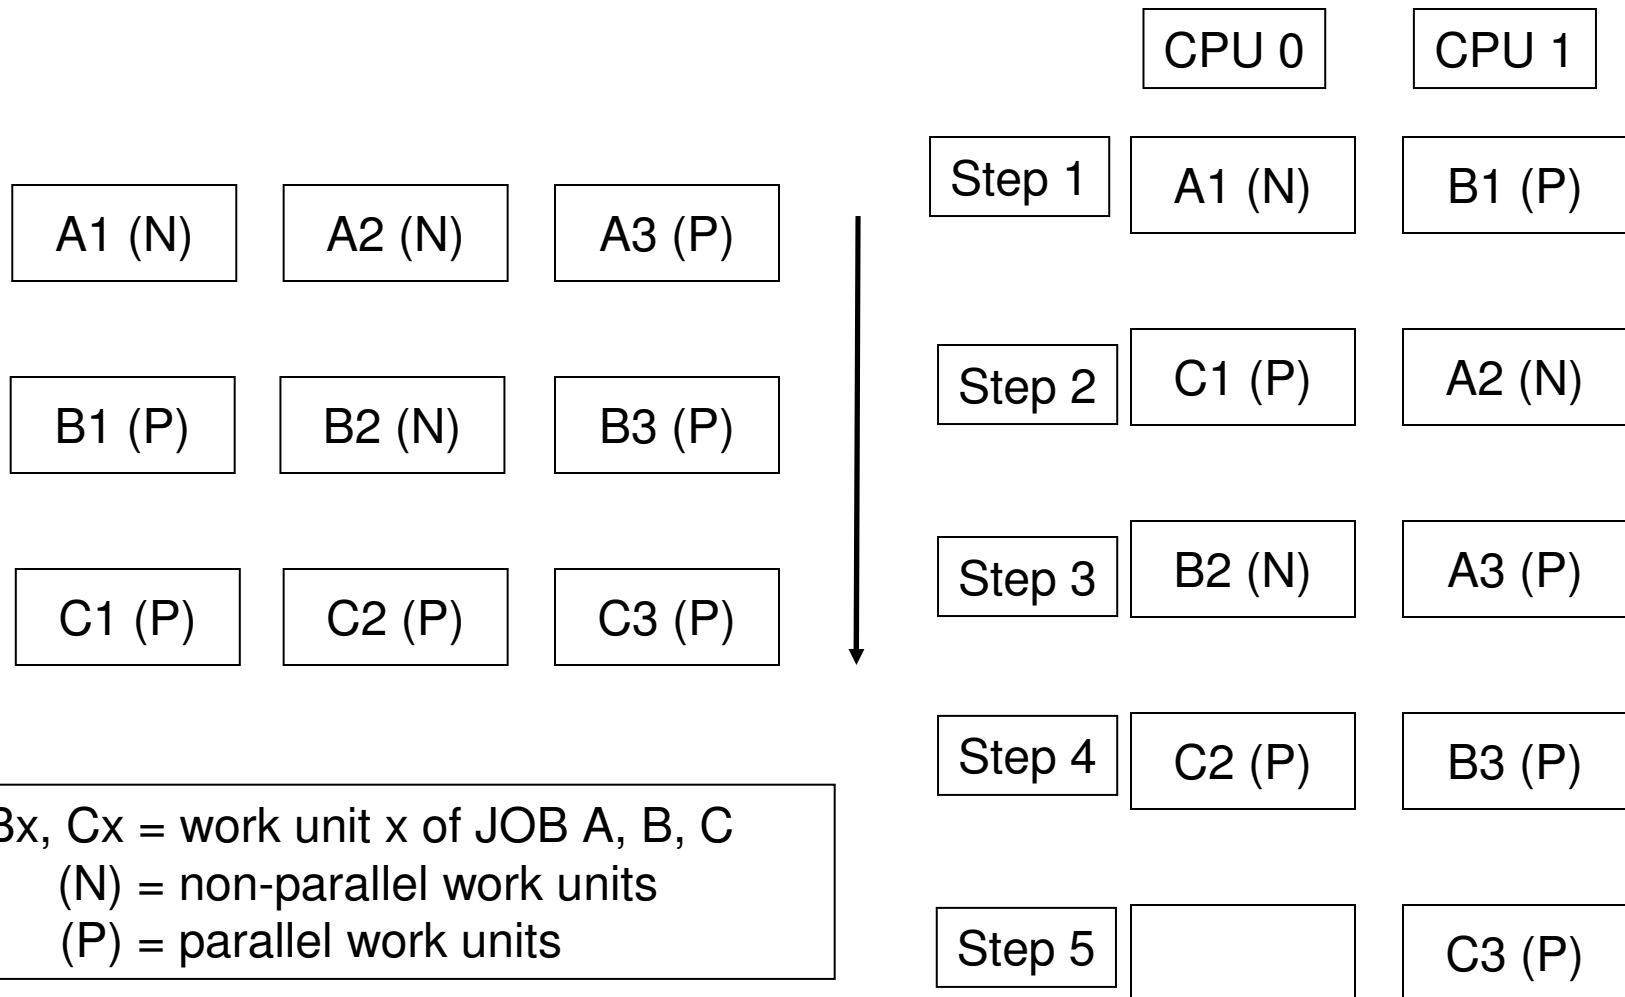 CPU 0 CPU 1
Step 1 A1 (N) B1 (P)
A1 (N) A2 (N) A3 (P)
Step 2 C1 (P) A2 (N)
B1 (P) B2 (N) B3 (P)
Step 3 B2 (N) A3 (P)
C1 (P) C2 (P) C3 (P)
Step 4 C2 (P) B3 (P)
Cx = work unit x of JOB A, B, C
(N) = non-parallel work units
(P) = parallel work units
Step 5 C3 (P)